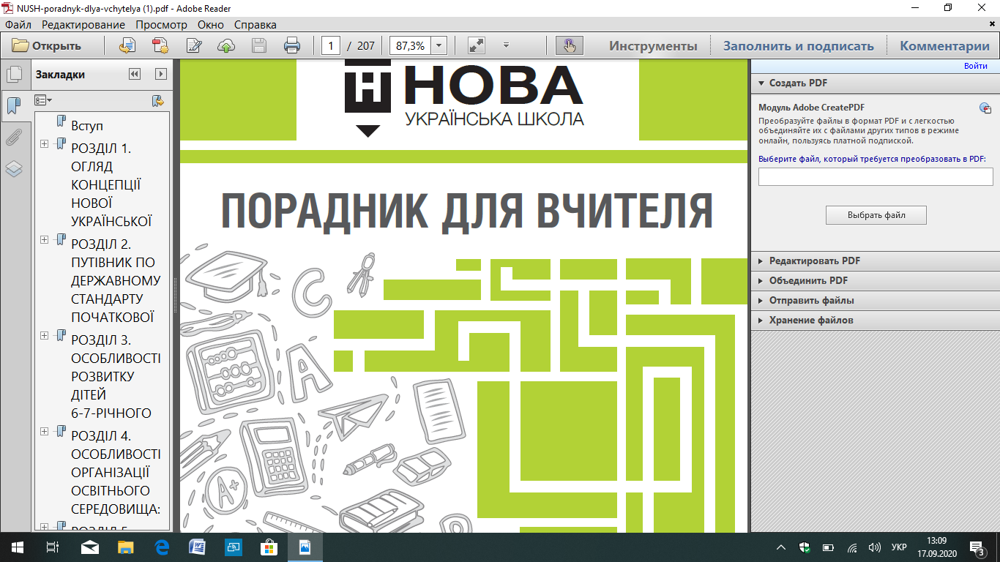 NUSH-poradnyk-dlya-vchytelya (1).pdf - Adobe Reader
Файл Редактирование Просмотр Окно Справка
Открыть 1 / 207 87,3% Инструменты Заполнить и подписать Комментарии
Закладки
Вступ
РОЗДІЛ 1.
ОГЛЯД
КОНЦЕПЦІЇ
НОВОЇ
УКРАЇНСЬКОЇ
РОЗДІЛ 2.
ПУТІВНИК ПО
ДЕРЖАВНОМУ
СТАНДАРТУ
ПОЧАТКОВОЇ
РОЗДІЛ 3.
ОСОБЛИВОСТІ
РОЗВИТКУ
ДІТЕЙ
6-7-РІЧНОГО
РОЗДІЛ 4.
ОСОБЛИВОСТІ
ОРГАНІЗАЦІЇ
ОСВІТНЬОГО
СЕРЕДОВИЩА:
РОЗДІЛ 5.
НОВА
УКРАЇНСЬКА ШКОЛА
ПОРАДНИК ДЛЯ ВЧИТЕЛЯ
A
A+
Войти
Создать PDF
Модуль Adobe CreatePDF
Преобразуйте файлы в формат PDF и с легкостью
объединяйте их с файлами других типов в режиме
онлайн, пользуясь платной подпиской.
Выберите файл, который требуется преобразовать в PDF:
Выбрать файл
Редактировать PDF
Объединить PDF
Отправить файлы
Хранение файлов
УКР
13:09
17.09.2020
3